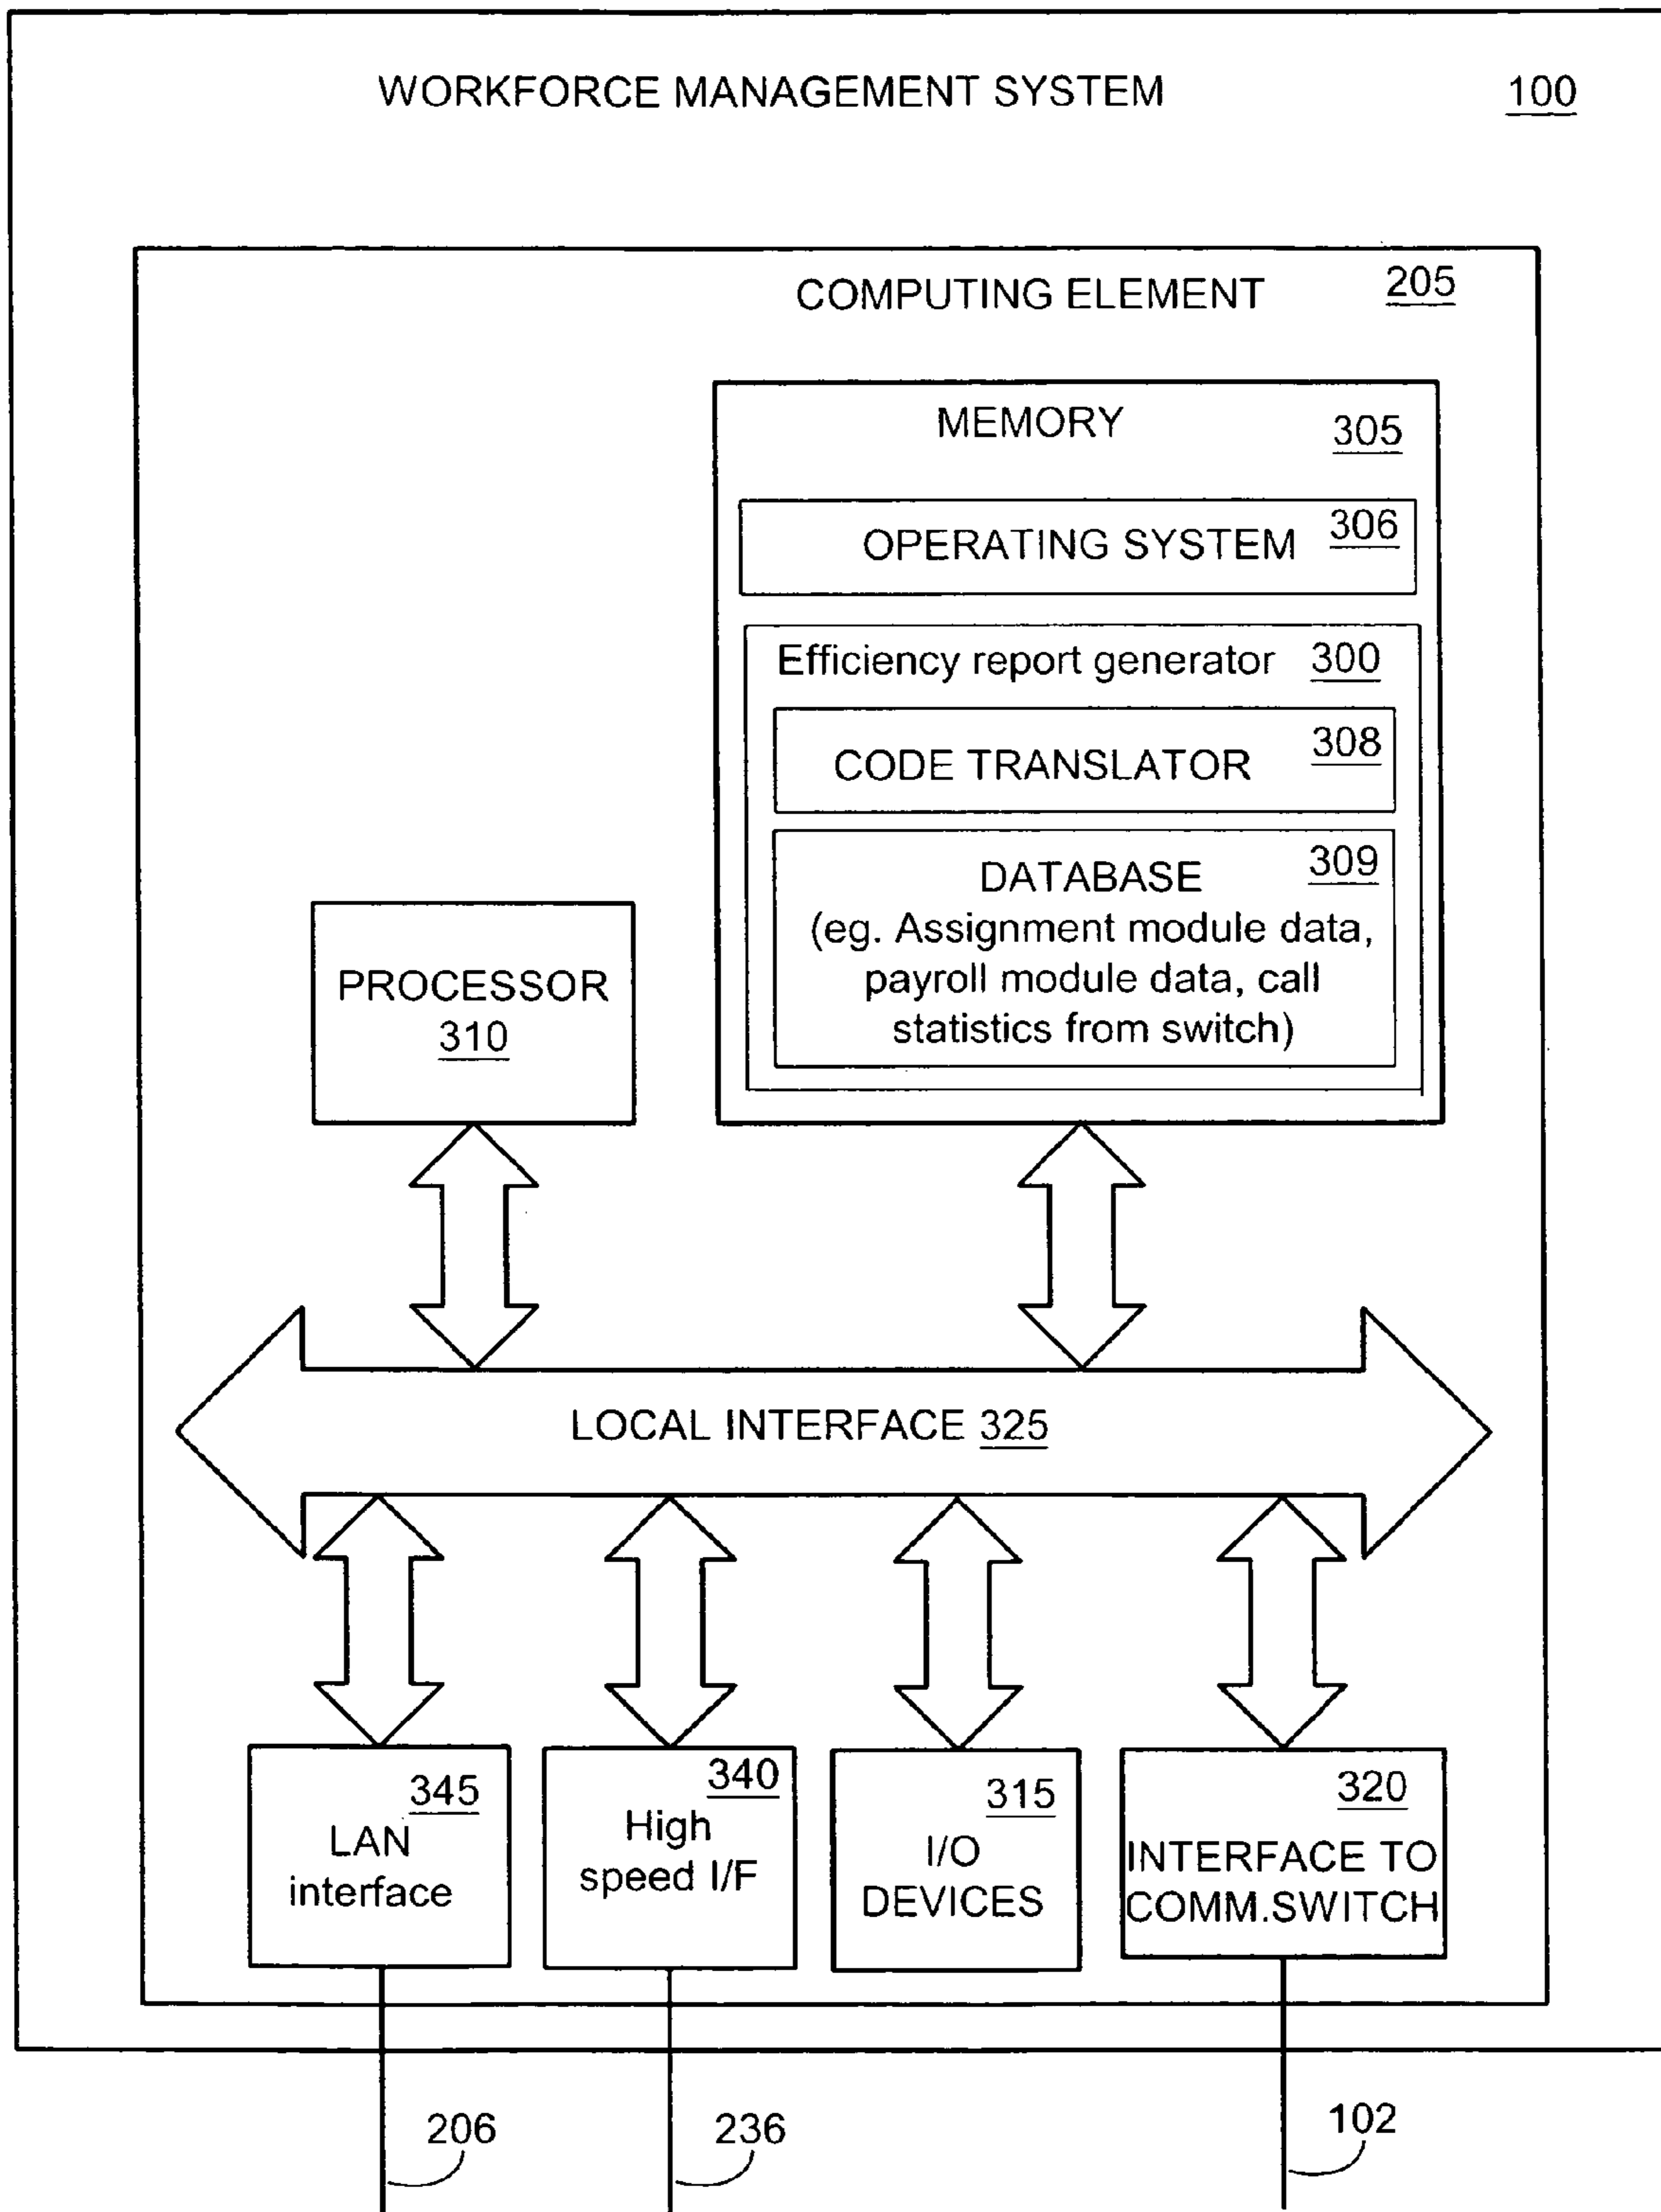 WORKFORCE MANAGEMENT SYSTEM 100
COMPUTING ELEMENT 205
MEMORY 305
OPERATING SYSTEM 306
Efficiency report generator 300
CODE TRANSLATOR 308
DATABASE 309
(eg. Assignment module data,
payroll module data, call
statistics from switch)
PROCESSOR
310
LOCAL INTERFACE 325
345
LAN
interface
340
High
speed I/F
315
I/O
DEVICES
320
INTERFACE TO
COMM.SWITCH
206
236
102